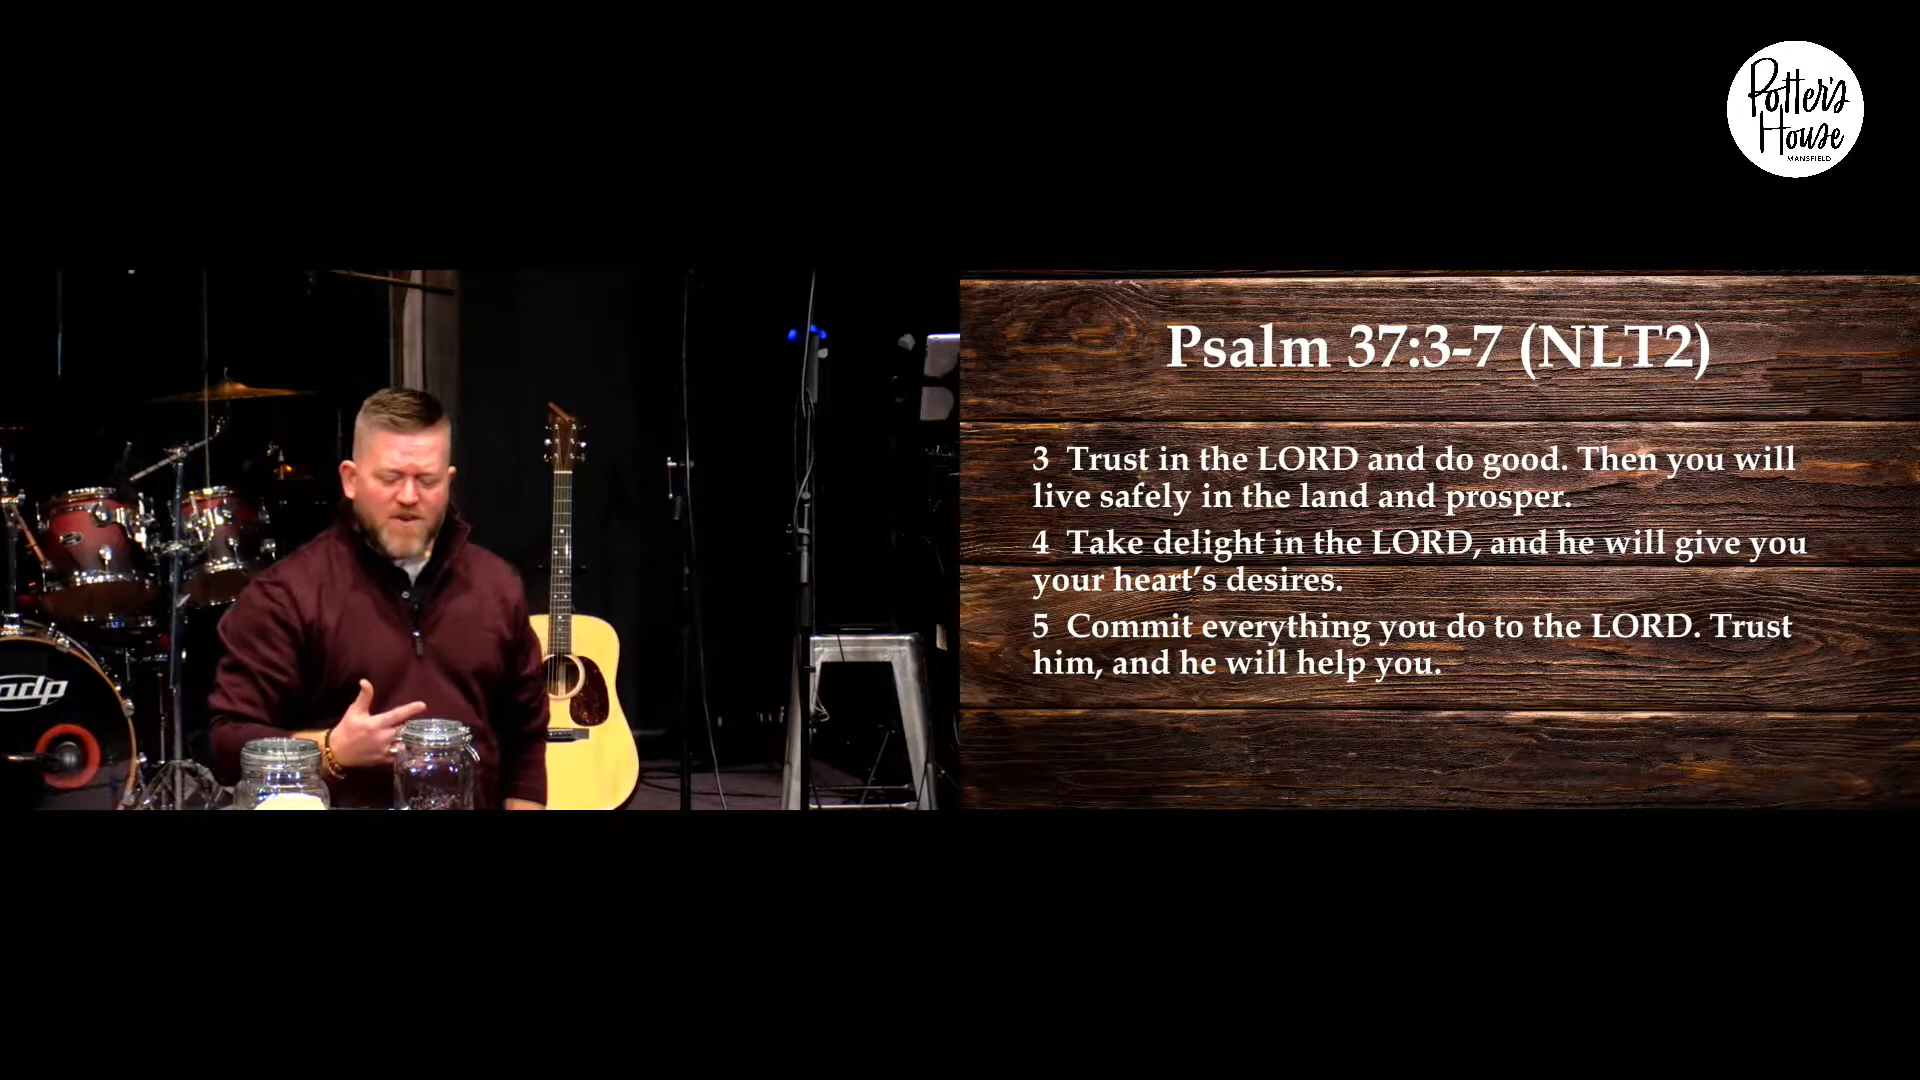 Potter's
House
MANSFIELD
Psalm 37:3-7 (NLT2)
3 Trust in the LORD and do good. Then you will
live safely in the land and prosper.
4 Take delight in the LORD, and he will give you
your heart’s desires.
5 Commit everything you do to the LORD. Trust
him, and he will help you.
pdp